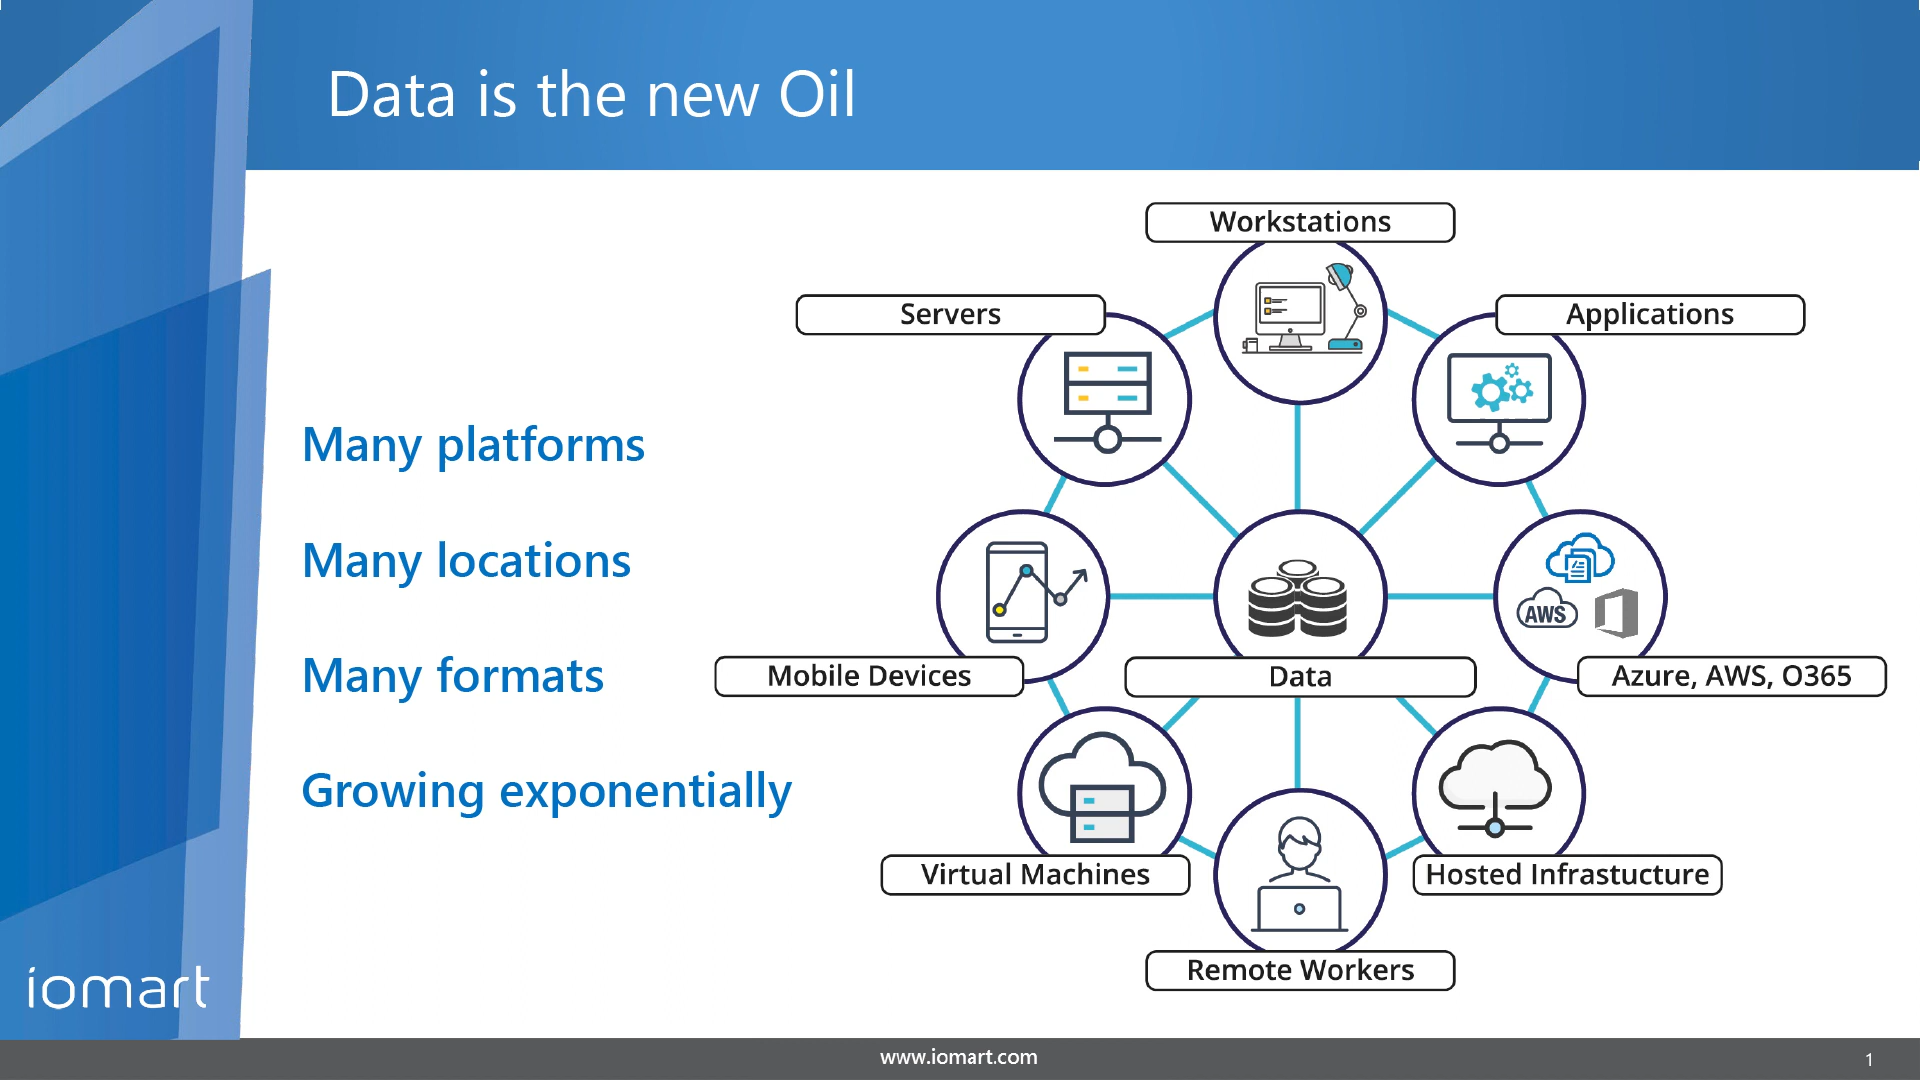 Data is the new Oil
Many platforms
Many locations
Many formats
Growing exponentially
Workstations
Servers
Applications
AWS
Mobile Devices
Data
Azure, AWS, O365
Virtual Machines
Hosted Infrastucture
Remote Workers
iomart
www.iomart.com
1